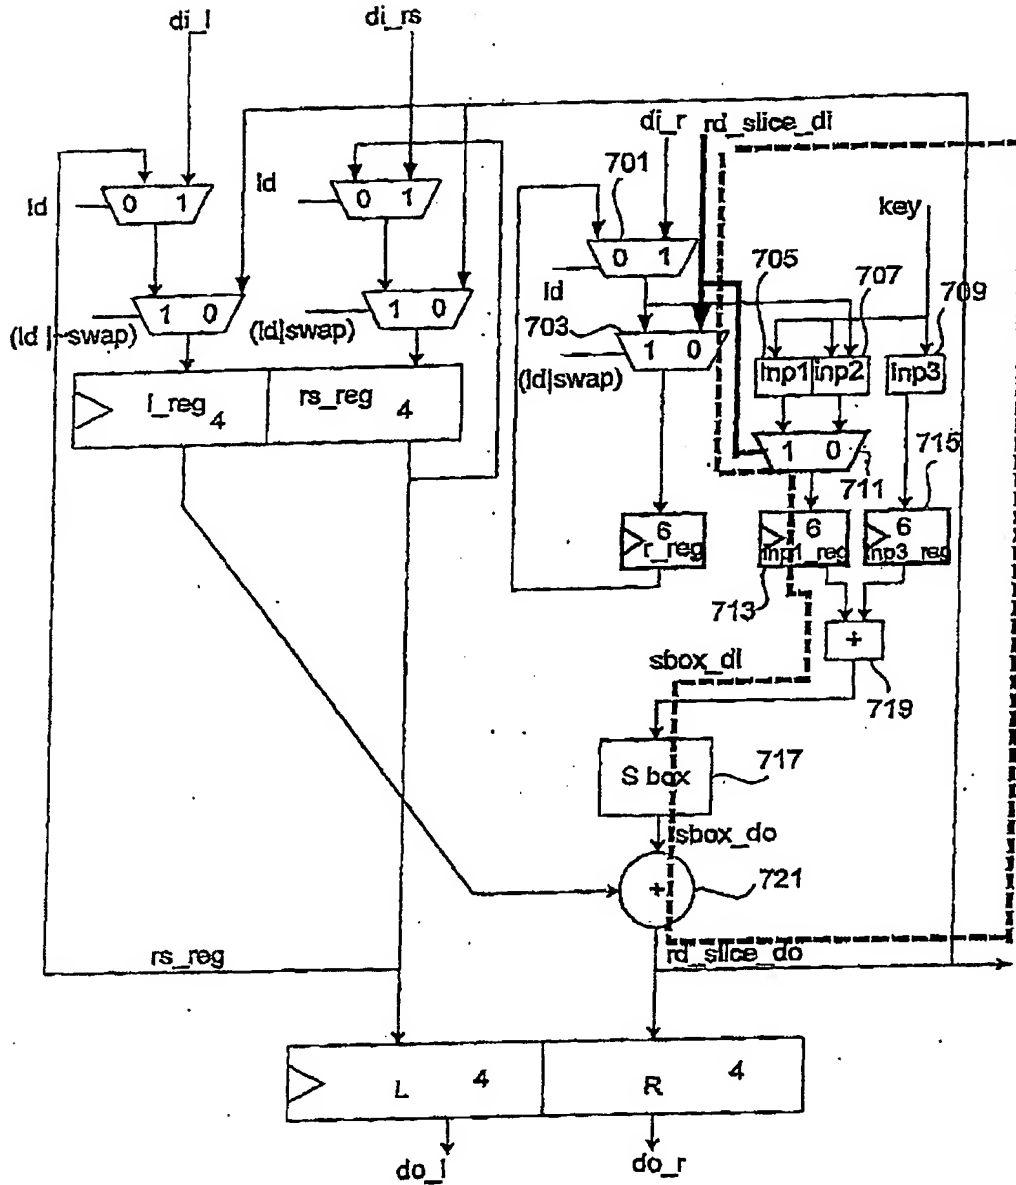 di_l
di_rs
di_r
rd_slice_di
701
ld
0 1
ld
0 1
key
0 1
705
707
709
ld
703
(ld | ~swap)
1 0
(ld|swap)
1 0
1 0
(ld|swap)
inp1
inp2
inp3
l_reg 4
rs_reg 4
1 0
711
715
6
r_reg
6
inp1_reg
6
inp3_reg
713
+
719
sbox_di
S box
717
sbox_do
+
721
rs_reg
rd_slice_do
L 4
R 4
do_l
do_r